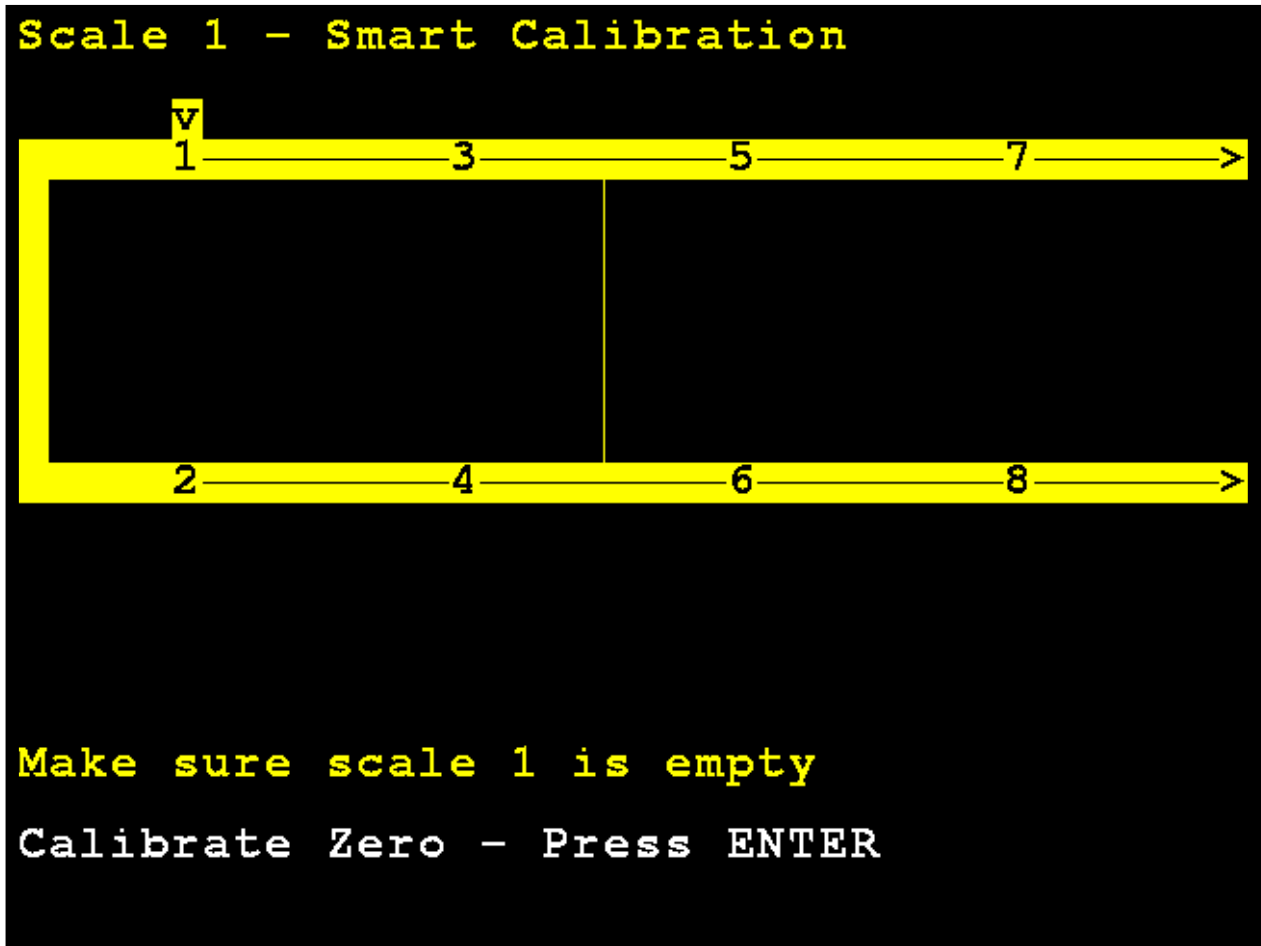 Scale 1 - Smart Calibration
v
1 3 5 7 >
2 4 6 8 >
Make sure scale 1 is empty
Calibrate Zero - Press ENTER